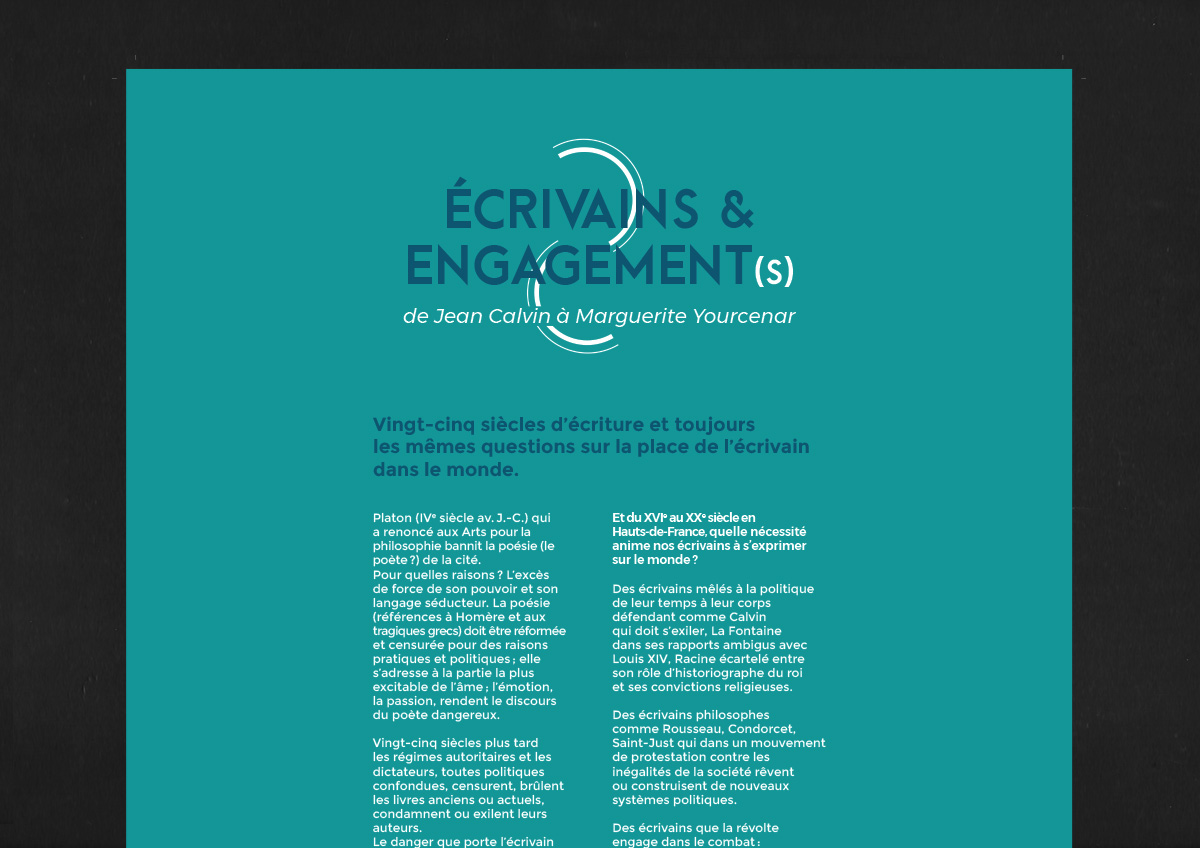 ÉCRIVAINS &
ENGAGEMENT(S)
de Jean Calvin à Marguerite Yourcenar
Vingt-cinq siècles d’écriture et toujours
les mêmes questions sur la place de l’écrivain
dans le monde.
Platon (IVᵉ siècle av. J.-C.) qui
a renoncé aux Arts pour la
philosophie bannit la poésie (le
poète ?) de la cité.
Pour quelles raisons ? L’excès
de force de son pouvoir et son
langage séducteur. La poésie
(références à Homère et aux
tragiques grecs) doit être réformée
et censurée pour des raisons
pratiques et politiques ; elle
s’adresse à la partie la plus
excitable de l’âme ; l’émotion,
la passion, rendent le discours
du poète dangereux.
Vingt-cinq siècles plus tard
les régimes autoritaires et les
dictateurs, toutes politiques
confondues, censurent, brûlent
les livres anciens ou actuels,
condamnent ou exilent leurs
auteurs.
Le danger que porte l’écrivain
Et du XVIᵉ au XXᵉ siècle en
Hauts-de-France, quelle nécessité
anime nos écrivains à s’exprimer
sur le monde ?
Des écrivains mêlés à la politique
de leur temps à leur corps
défendant comme Calvin
qui doit s’exiler, La Fontaine
dans ses rapports ambigus avec
Louis XIV, Racine écartelé entre
son rôle d’historiographe du roi
et ses convictions religieuses.
Des écrivains philosophes
comme Rousseau, Condorcet,
Saint-Just qui dans un mouvement
de protestation contre les
inégalités de la société rêvent
ou construisent de nouveaux
systèmes politiques.
Des écrivains que la révolte
engage dans le combat :